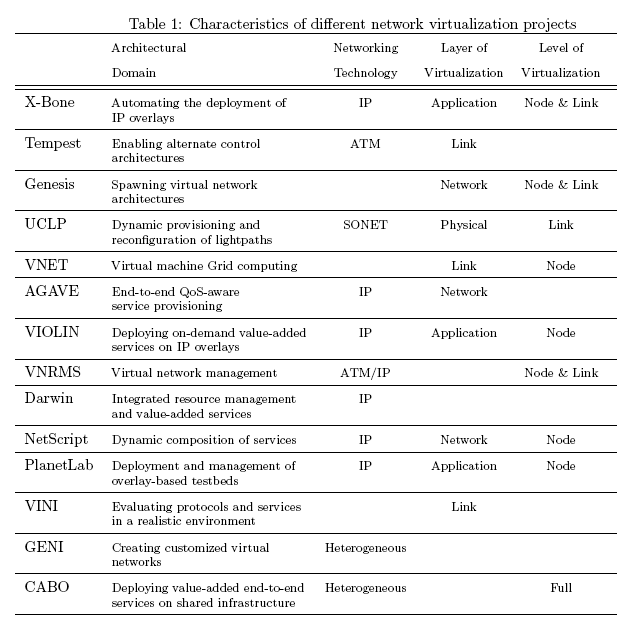 Table 1: Characteristics of different network virtualization projects
Architectural Networking Layer of Level of
Domain Technology Virtualization Virtualization
X-Bone Automating the deployment of IP Application Node & Link
IP overlays
Tempest Enabling alternate control ATM Link
architectures
Genesis Spawning virtual network Network Node & Link
architectures
UCLP Dynamic provisioning and SONET Physical Link
reconfiguration of lightpaths
VNET Virtual machine Grid computing Link Node
AGAVE End-to-end QoS-aware IP Network
service provisioning
VIOLIN Deploying on-demand value-added IP Application Node
services on IP overlays
VNRMS Virtual network management ATM/IP Node & Link
Darwin Integrated resource management IP
and value-added services
NetScript Dynamic composition of services IP Network Node
PlanetLab Deployment and management of IP Application Node
overlay-based testbeds
VINI Evaluating protocols and services Link
in a realistic environment
GENI Creating customized virtual Heterogeneous
networks
CABO Deploying value-added end-to-end Heterogeneous Full
services on shared infrastructure